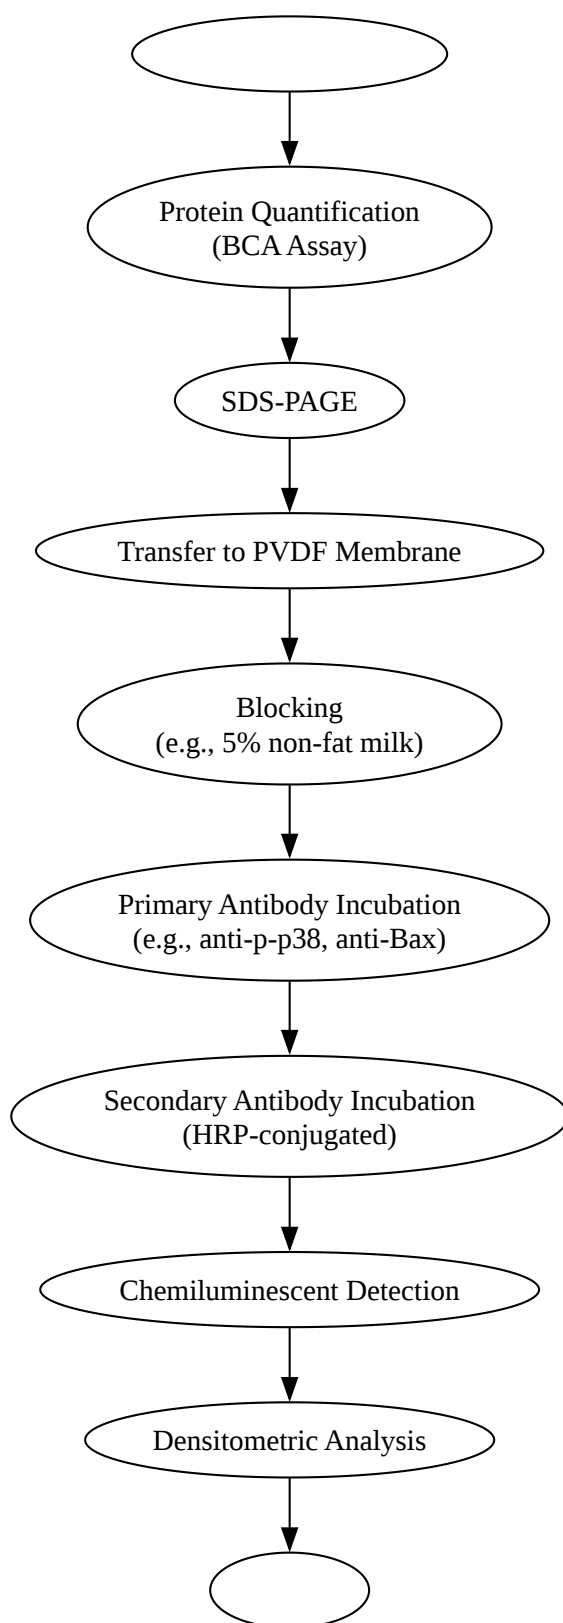 Protein Quantification
(BCA Assay)
SDS-PAGE
Transfer to PVDF Membrane
Blocking
(e.g., 5% non-fat milk)
Primary Antibody Incubation
(e.g., anti-p-p38, anti-Bax)
Secondary Antibody Incubation
(HRP-conjugated)
Chemiluminescent Detection
Densitometric Analysis